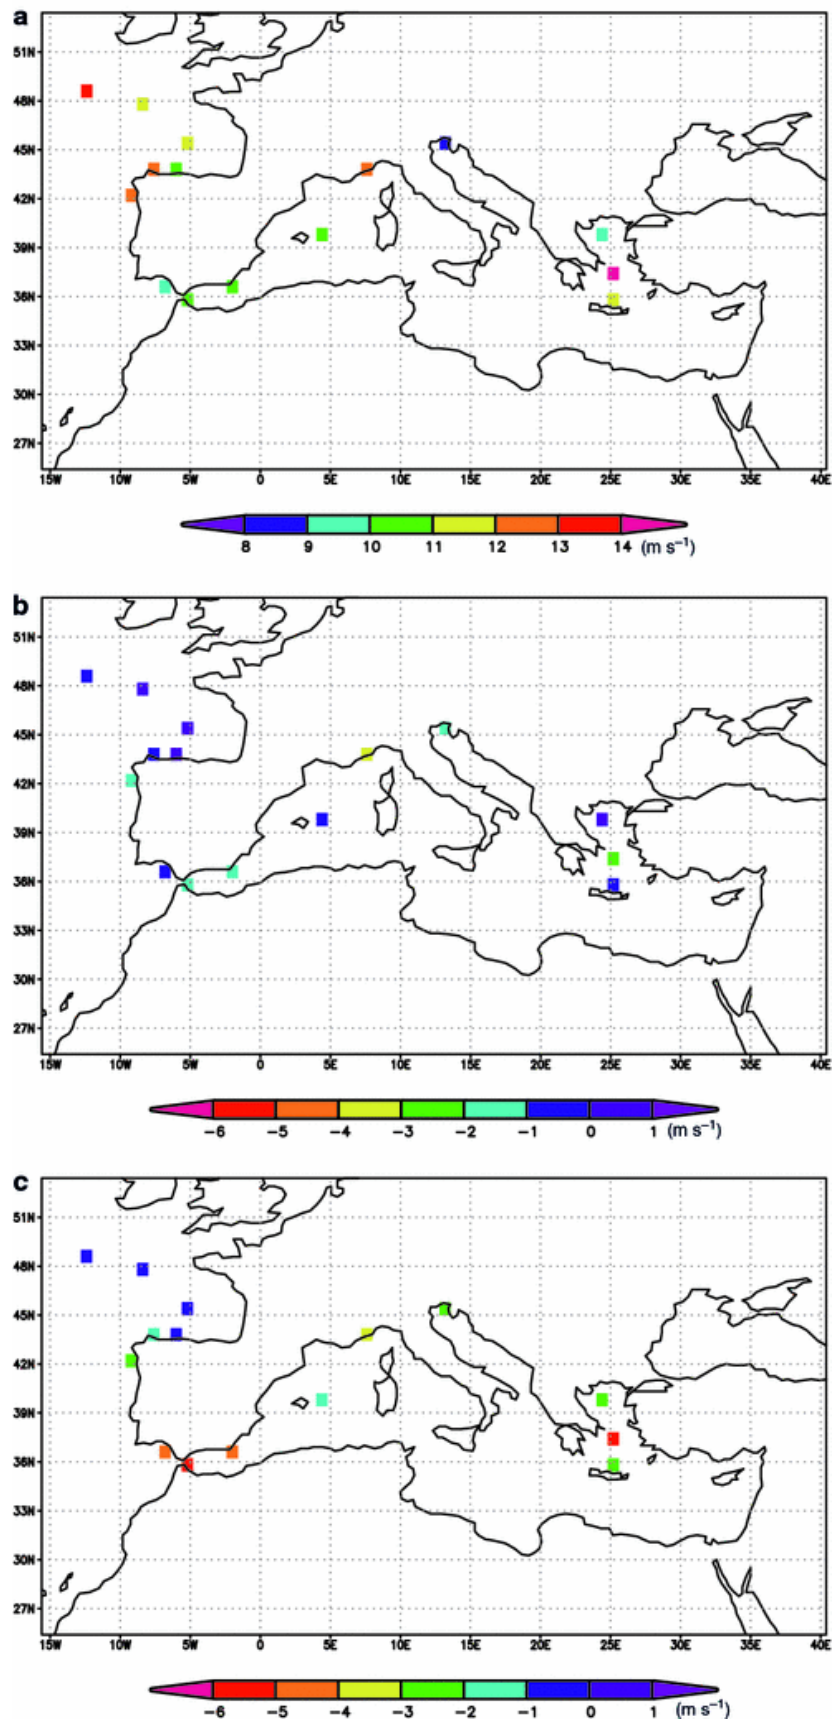 a
51N
48N
45N
42N
39N
36N
33N
30N
27N
15W 10W 5W 0 5E 10E 15E 20E 25E 30E 35E 40E
8 9 10 11 12 13 14 (m s⁻¹)
b
51N
48N
45N
42N
39N
36N
33N
30N
27N
15W 10W 5W 0 5E 10E 15E 20E 25E 30E 35E 40E
−6 −5 −4 −3 −2 −1 0 1 (m s⁻¹)
c
51N
48N
45N
42N
39N
36N
33N
30N
27N
15W 10W 5W 0 5E 10E 15E 20E 25E 30E 35E 40E
−6 −5 −4 −3 −2 −1 0 1 (m s⁻¹)